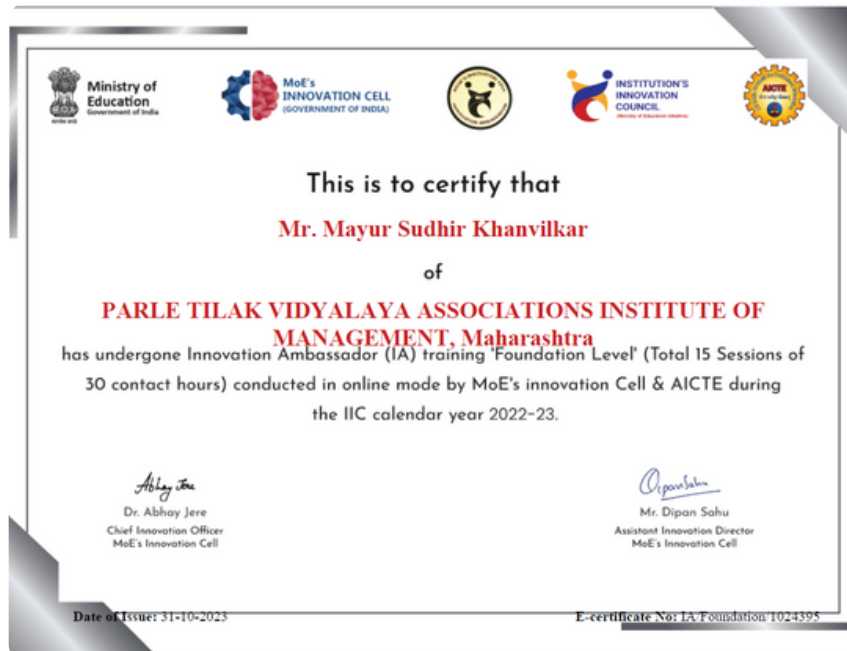 Ministry of
Education
Government of India
MoE's
INNOVATION CELL
(GOVERNMENT OF INDIA)
INSTITUTION'S
INNOVATION
COUNCIL
(Ministry of Education Initiative)
AICTE
This is to certify that
Mr. Mayur Sudhir Khanvilkar
of
PARLE TILAK VIDYALAYA ASSOCIATIONS INSTITUTE OF
MANAGEMENT, Maharashtra
has undergone Innovation Ambassador (IA) training 'Foundation Level' (Total 15 Sessions of
30 contact hours) conducted in online mode by MoE's innovation Cell & AICTE during
the IIC calendar year 2022-23.
Abhay Jere
Dr. Abhay Jere
Chief Innovation Officer
MoE's Innovation Cell
DipanSahu
Mr. Dipan Sahu
Assistant Innovation Director
MoE's Innovation Cell
Date of Issue: 31-10-2023
E-certificate No: IA/Foundation/1024395